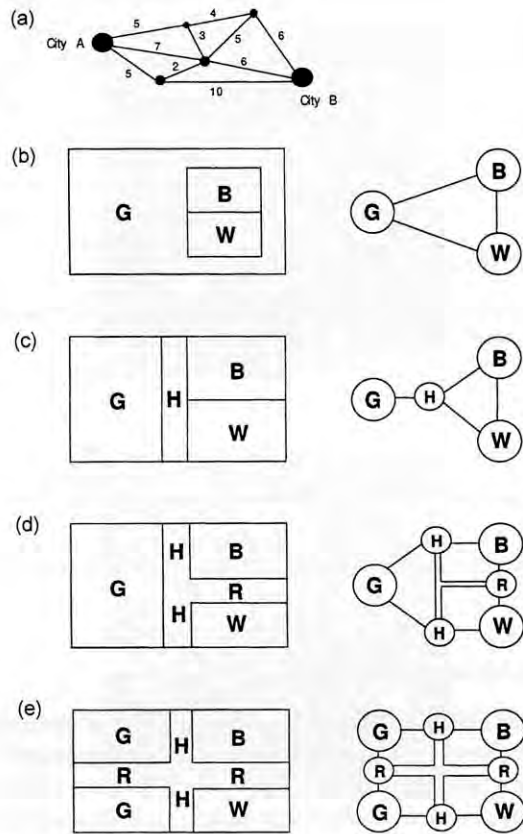 (a)
5 4
City A 7 3 5 6
5 2 6
10 City B
(b)
G B W
G B W
(c)
G H B W
G H B W
(d)
G H B
H R
W
H B
G R
H W
(e)
G H B
R R
G H W
G H B
R R
G H W